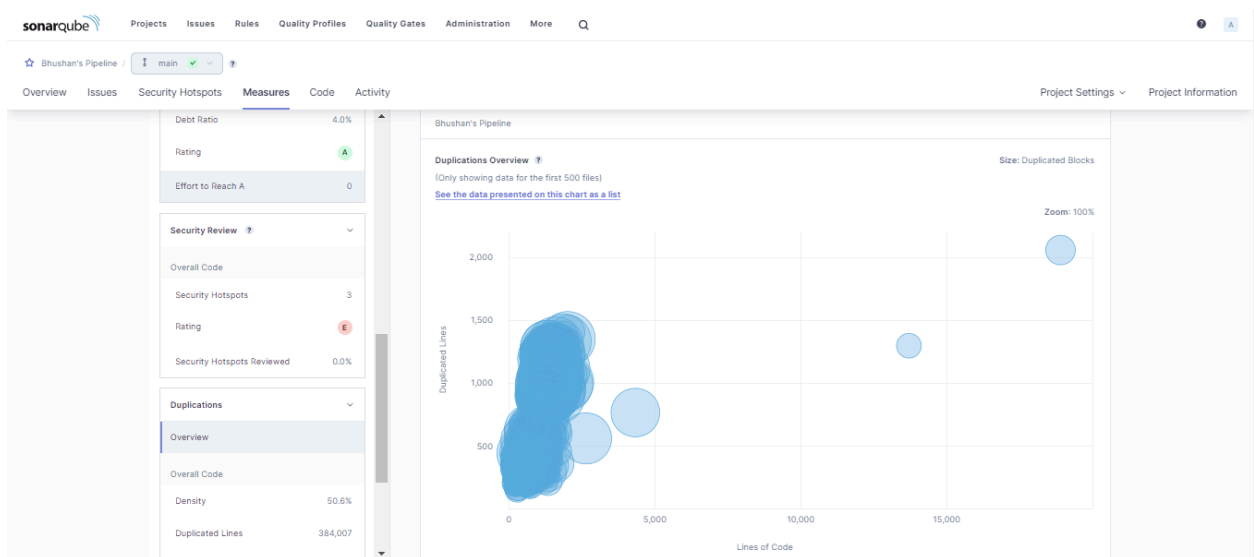 sonarqube Projects Issues Rules Quality Profiles Quality Gates Administration More ? A
Bhushan's Pipeline / main ?
Overview Issues Security Hotspots Measures Code Activity Project Settings Project Information
Debt Ratio 4.0%
Rating A
Effort to Reach A 0
Security Review ?
Overall Code
Security Hotspots 3
Rating E
Security Hotspots Reviewed 0.0%
Duplications
Overview
Overall Code
Density 50.6%
Duplicated Lines 384,007
Bhushan's Pipeline
Duplications Overview ? Size: Duplicated Blocks
(Only showing data for the first 500 files)
See the data presented on this chart as a list
Zoom: 100%
2,000
1,500
1,000
500
Duplicated Lines
0 5,000 10,000 15,000
Lines of Code